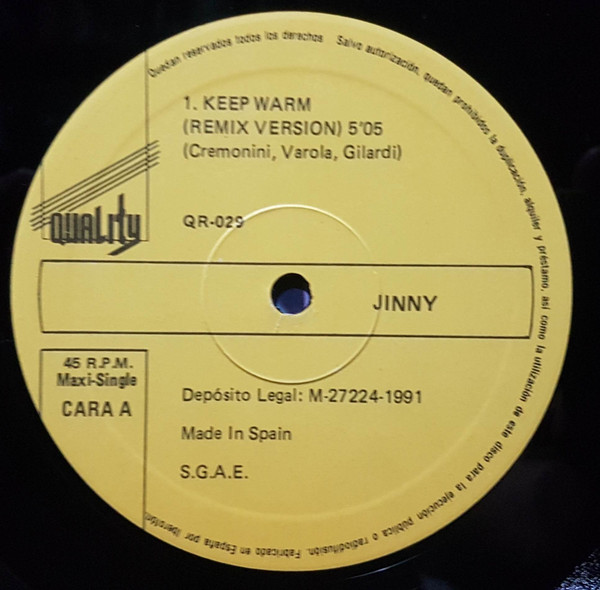 Quedan reservados todos los derechos Salvo autorización, quedan prohibidos la duplicación, alquiler y préstamo, así como la utilización de este disco para la ejecución pública o radiodifusión. Fabricado en España por Iberofón.
1. KEEP WARM
(REMIX VERSION) 5'05
(Cremonini, Varola, Gilardi)
QUALITY
QR-029
JINNY
45 R.P.M.
Maxi-Single
CARA A
Depósito Legal: M-27224-1991
Made In Spain
S.G.A.E.